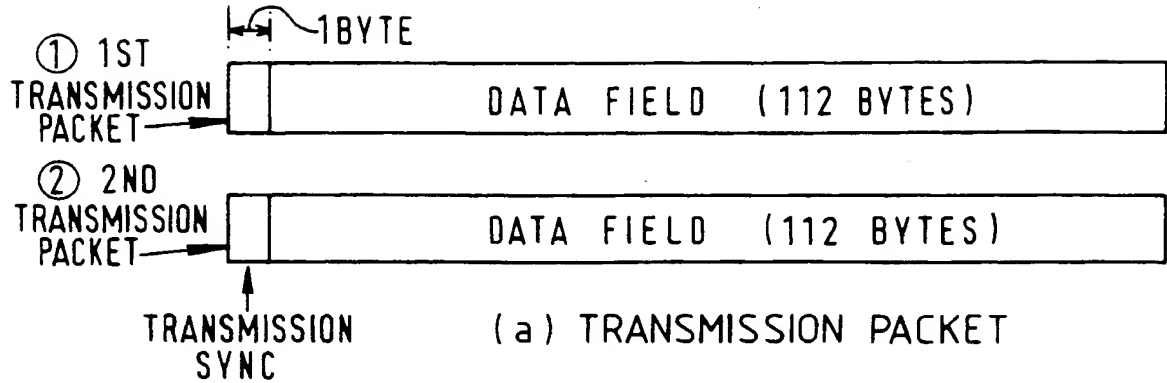 1BYTE
① 1ST
TRANSMISSION
PACKET
DATA FIELD (112 BYTES)
② 2ND
TRANSMISSION
PACKET
DATA FIELD (112 BYTES)
TRANSMISSION
SYNC
(a) TRANSMISSION PACKET